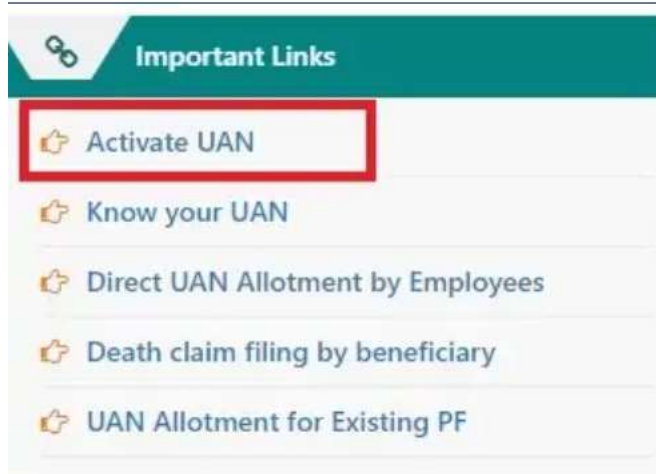 Important Links
Activate UAN
Know your UAN
Direct UAN Allotment by Employees
Death claim filing by beneficiary
UAN Allotment for Existing PF